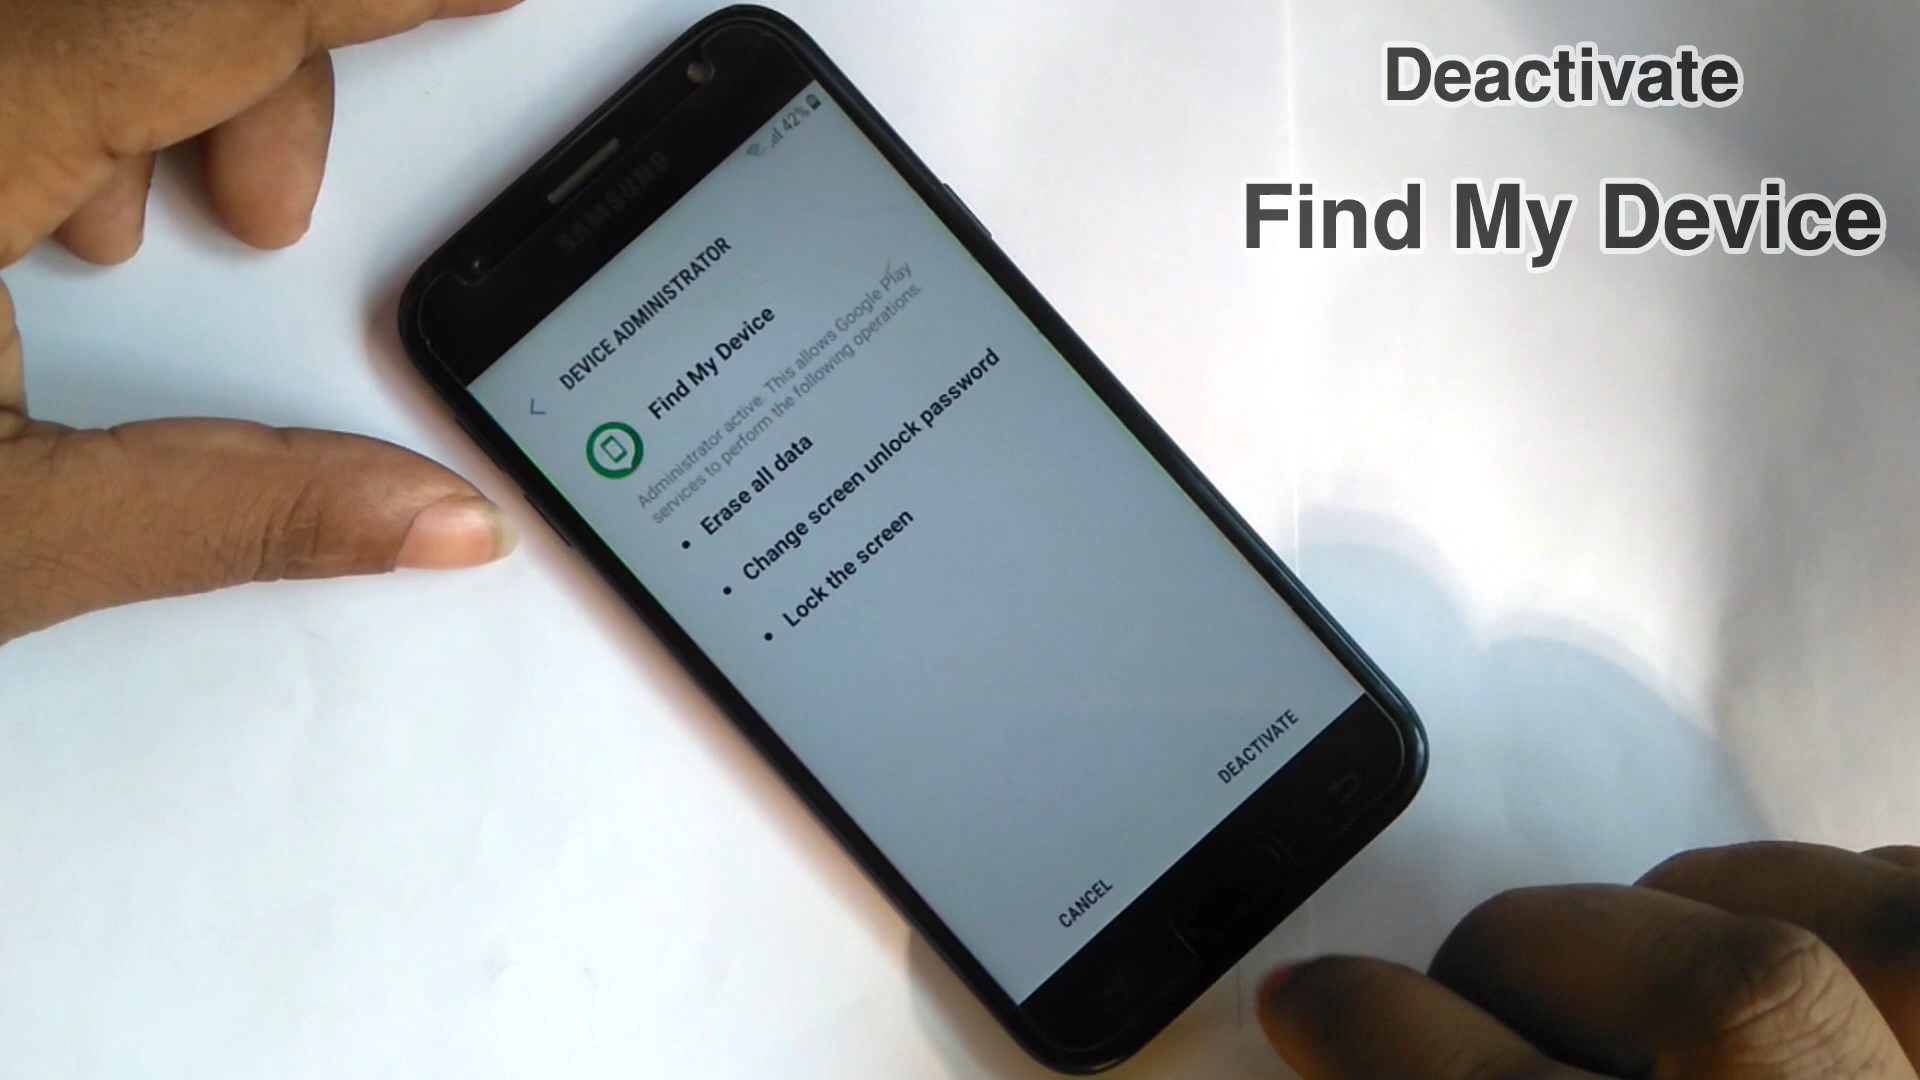 Deactivate
Find My Device
SAMSUNG
42%
DEVICE ADMINISTRATOR
Find My Device
Administrator active. This allows Google Play
services to perform the following operations.
• Erase all data
• Change screen unlock password
• Lock the screen
CANCEL
DEACTIVATE